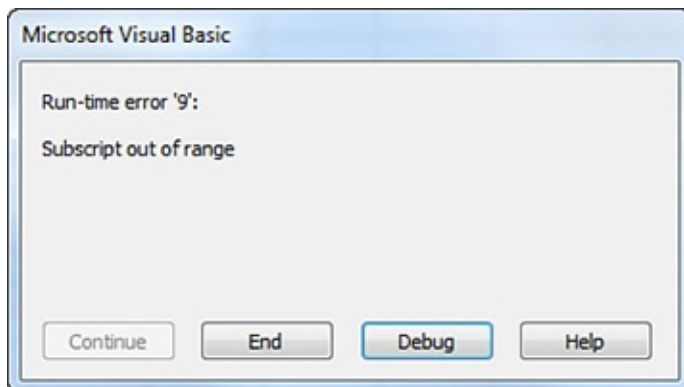 Microsoft Visual Basic
Run-time error '9':
Subscript out of range
Continue End Debug Help